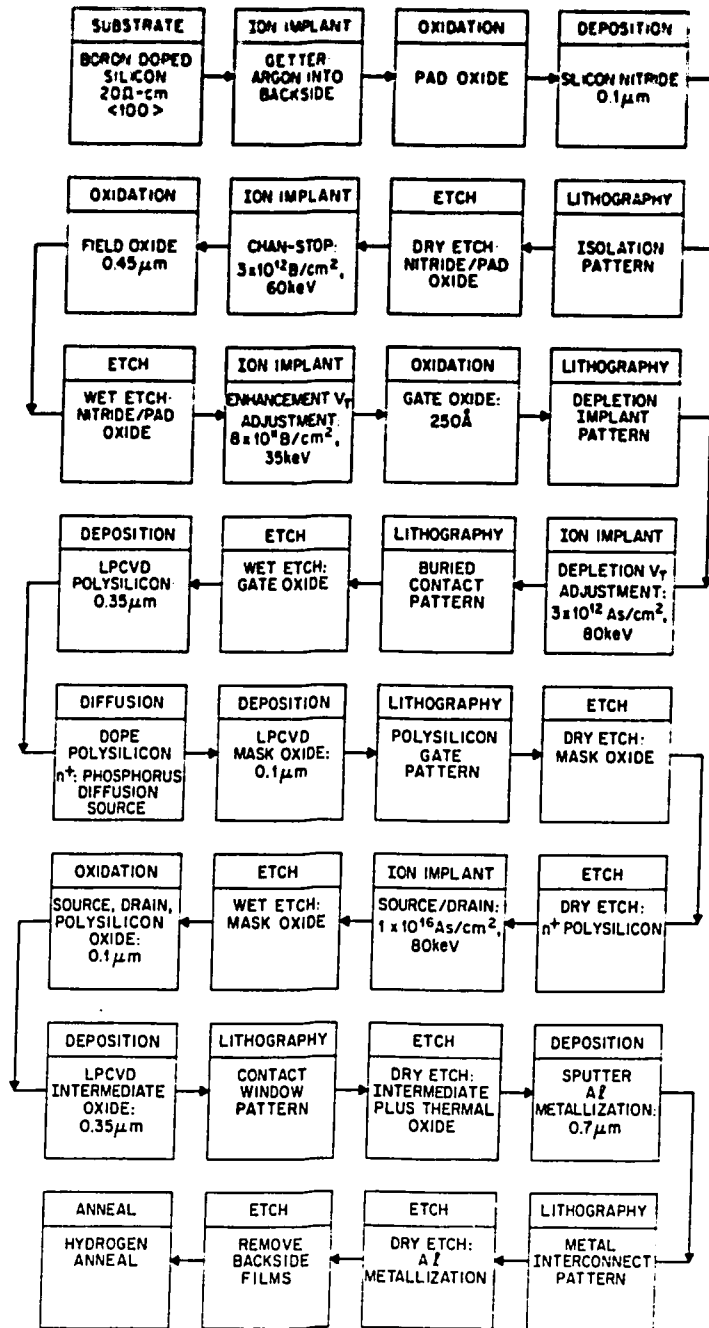 SUBSTRATE
BORON DOPED
SILICON
20Ω-cm
<100>
ION IMPLANT
GETTER·
ARGON INTO
BACKSIDE
OXIDATION
PAD OXIDE
DEPOSITION
SLICON NITRIDE
0.1μm
LITHOGRAPHY
ISOLATION
PATTERN
ETCH
DRY ETCH·
NITRIDE/PAD
OXIDE
ION IMPLANT
CHAN-STOP:
3x10¹²B/cm²,
60keV
OXIDATION
FIELD OXIDE
0.45μm
ETCH
WET ETCH·
NITRIDE/PAD
OXIDE
ION IMPLANT
ENHANCEMENT V_T
ADJUSTMENT:
8x10¹¹B/cm²,
35keV
OXIDATION
GATE OXIDE:
250Å
LITHOGRAPHY
DEPLETION
IMPLANT
PATTERN
ION IMPLANT
DEPLETION V_T
ADJUSTMENT:
3x10¹² As/cm²,
80keV
LITHOGRAPHY
BURIED
CONTACT
PATTERN
ETCH
WET ETCH:
GATE OXIDE
DEPOSITION
LPCVD
POLYSILICON·
0.35μm
DIFFUSION
DOPE
POLYSILICON
n⁺: PHOSPHORUS
DIFFUSION
SOURCE
DEPOSITION
LPCVD
MASK OXIDE:
0.1μm
LITHOGRAPHY
POLYSILICON
GATE
PATTERN
ETCH
DRY ETCH:
MASK OXIDE
ETCH
DRY ETCH:
n⁺ POLYSILICON
ION IMPLANT
SOURCE/DRAIN:
1 x 10¹⁶As/cm²,
80keV
ETCH
WET ETCH:
MASK OXIDE
OXIDATION
SOURCE, DRAIN,
POLYSILICON
OXIDE:
0.1μm
DEPOSITION
LPCVD
INTERMEDIATE
OXIDE:
0.35μm
LITHOGRAPHY
CONTACT
WINDOW
PATTERN
ETCH
DRY ETCH:
INTERMEDIATE
PLUS THERMAL
OXIDE
DEPOSITION
SPUTTER
Aℓ
METALLIZATION:
0.7μm
LITHOGRAPHY
METAL
INTERCONNECT
PATTERN
ETCH
DRY ETCH:
Aℓ
METALLIZATION
ETCH
REMOVE
BACKSIDE
FILMS
ANNEAL
HYDROGEN
ANNEAL